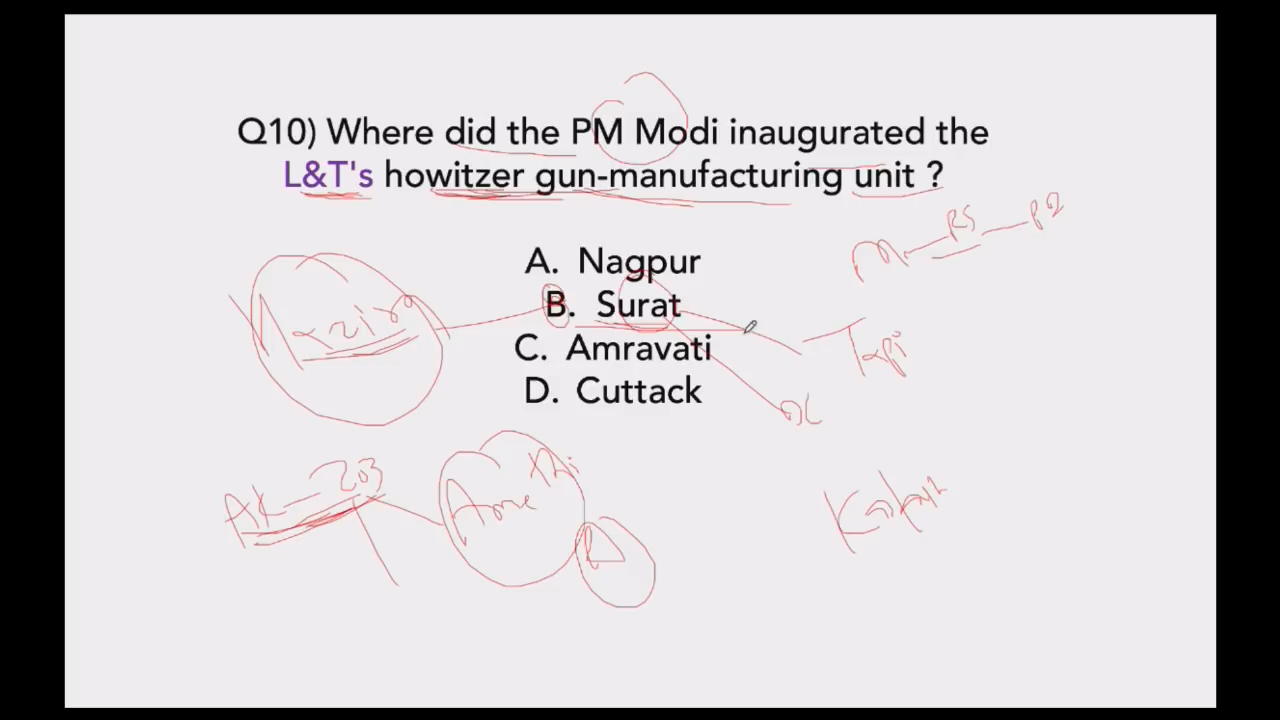 Q10) Where did the PM Modi inaugurated the
L&T's howitzer gun-manufacturing unit ?
A. Nagpur
B. Surat
C. Amravati
D. Cuttack
Tapi
AK - 203